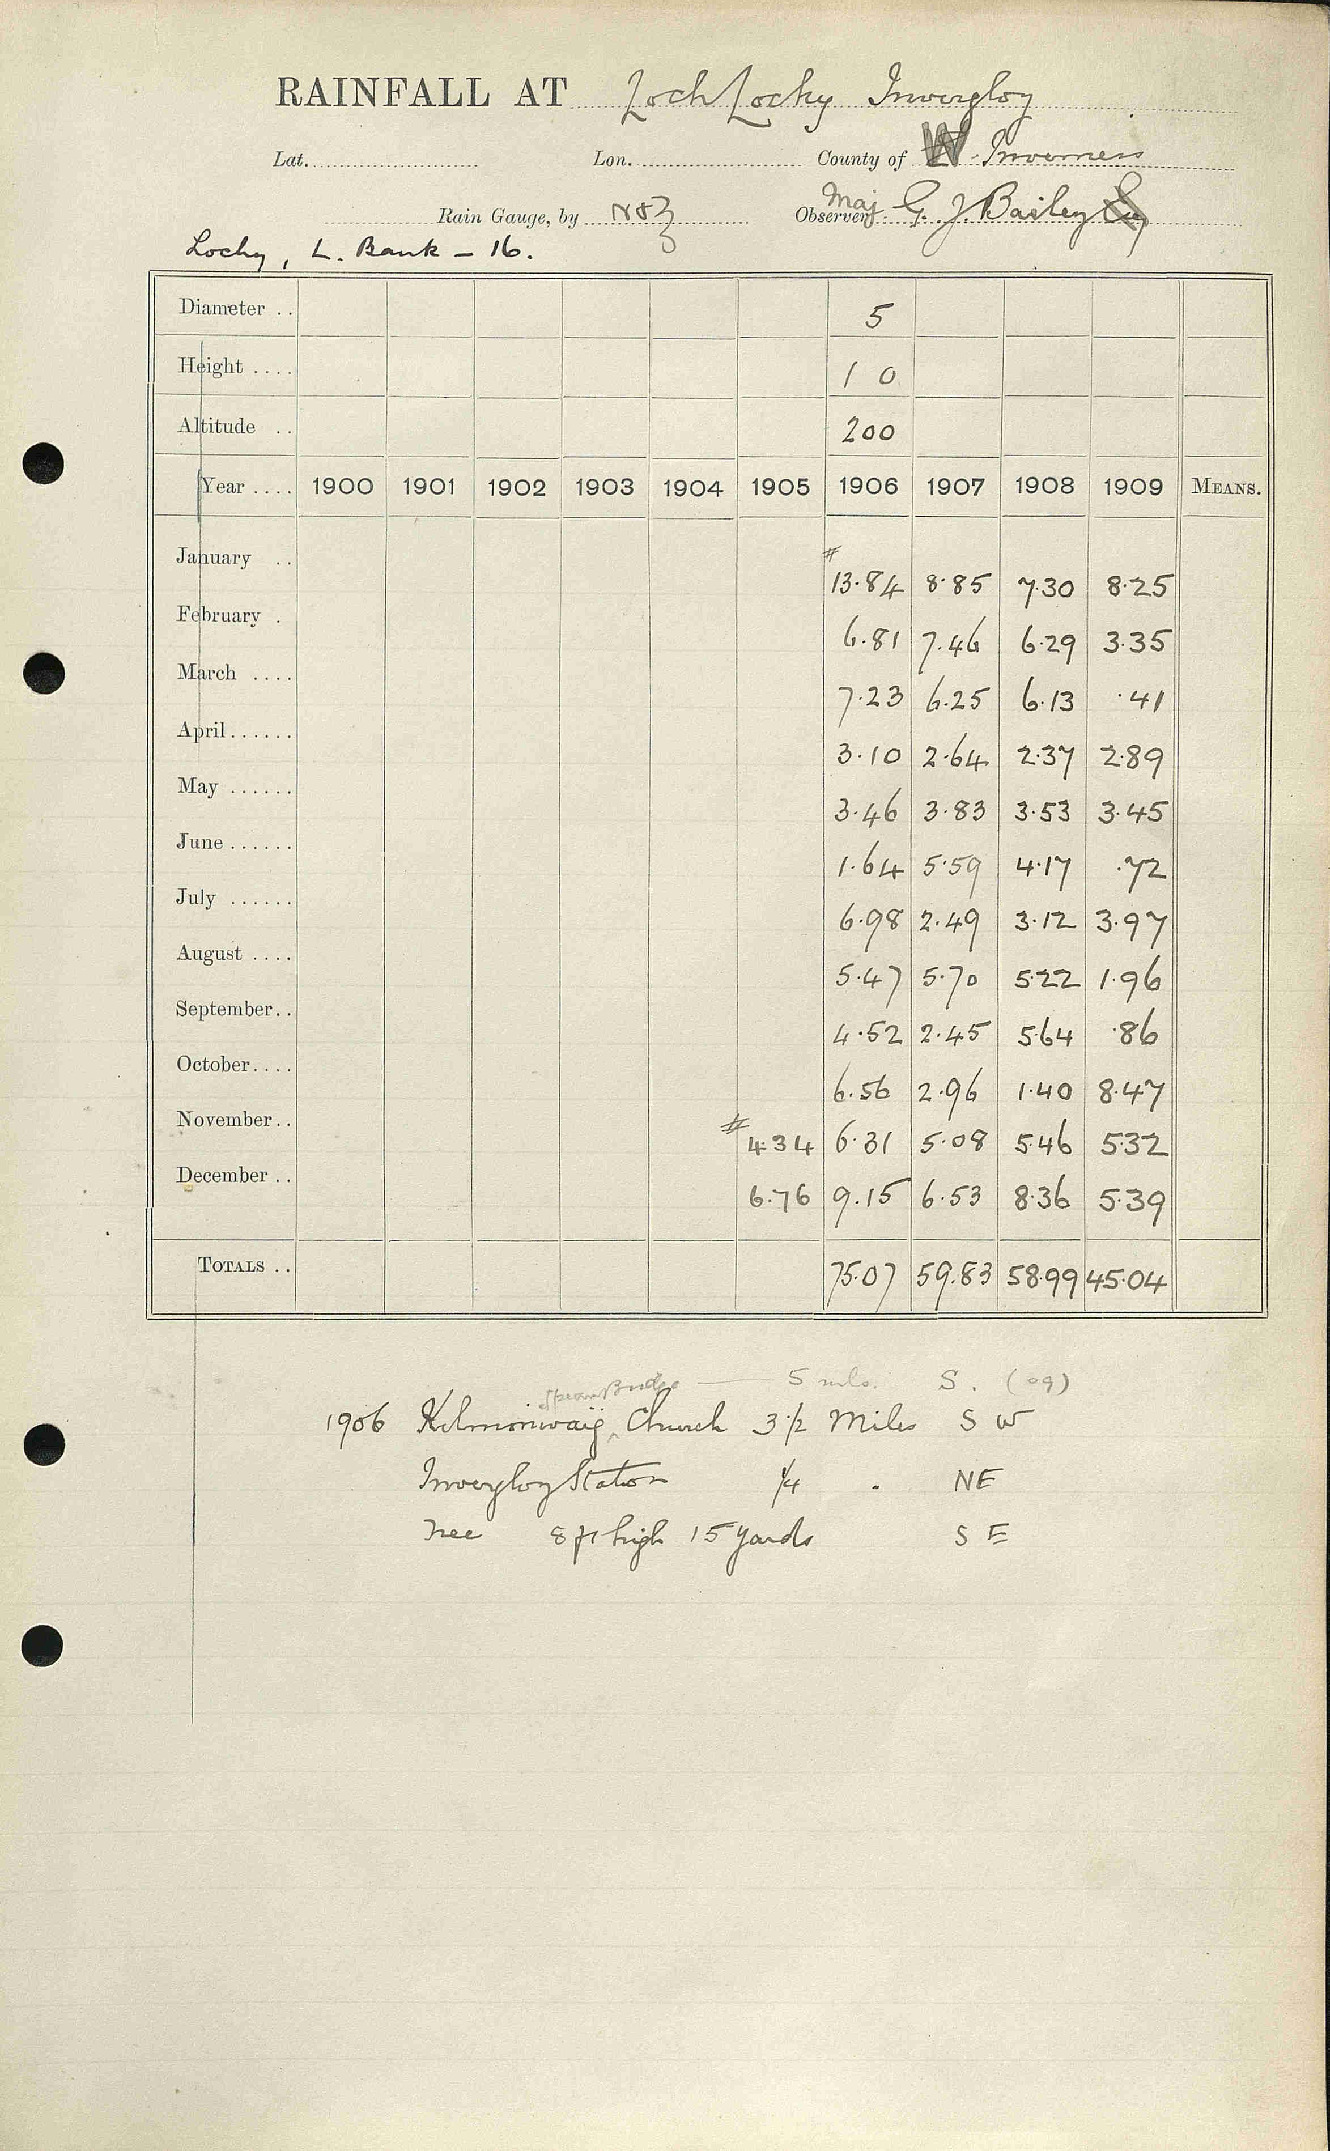 RAINFALL AT Loch Lochy Invergloy
Lat. Lon. County of W. Inverness
Rain Gauge, by N & Z Observer Maj. G. J. Bailey Esq
Lochy, L. Bank - 16.
Diameter .. 5
Height .... 1 0
Altitude .. 200
Year .... 1900 1901 1902 1903 1904 1905 1906 1907 1908 1909 MEANS.
January .. # 13.84 8.85 7.30 8.25
February . 6.81 7.46 6.29 3.35
March .... 7.23 6.25 6.13 .41
April...... 3.10 2.64 2.37 2.89
May ...... 3.46 3.83 3.53 3.45
June...... 1.64 5.59 4.17 .72
July ...... 6.98 2.49 3.12 3.97
August .... 5.47 5.70 5.22 1.96
September.. 4.52 2.45 5.64 .86
October.... 6.56 2.96 1.40 8.47
November.. # 4.34 6.31 5.08 5.46 5.32
December .. 6.76 9.15 6.53 8.36 5.39
TOTALS .. 75.07 59.83 58.99 45.04
Spean Bridge — 5 mls. S. (09)
1906 Kilmonivaig Church 3 1/2 Miles S W
Invergloy Station 1/4 . NE
Tree 8 ft high 15 yards S E